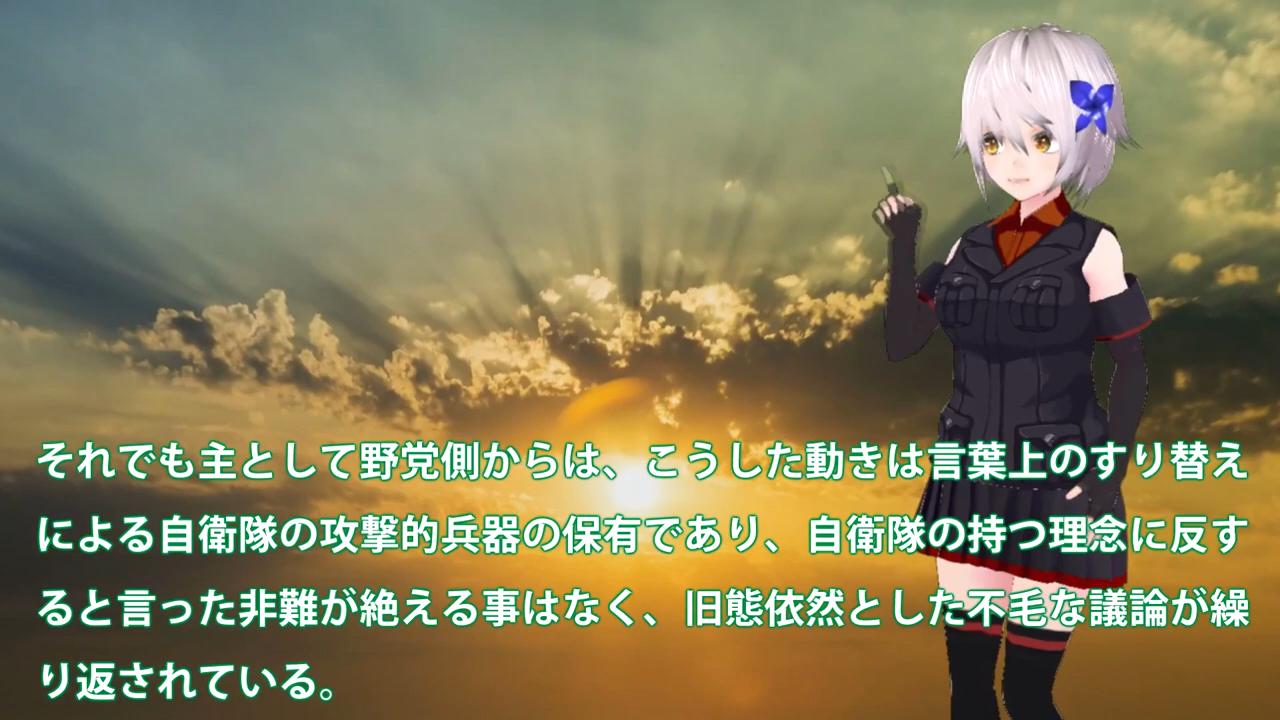 それでも主として野党側からは、こうした動きは言葉上のすり替え
による自衛隊の攻撃的兵器の保有であり、自衛隊の持つ理念に反す
ると言った非難が絶える事はなく、旧態依然とした不毛な議論が繰
り返されている。